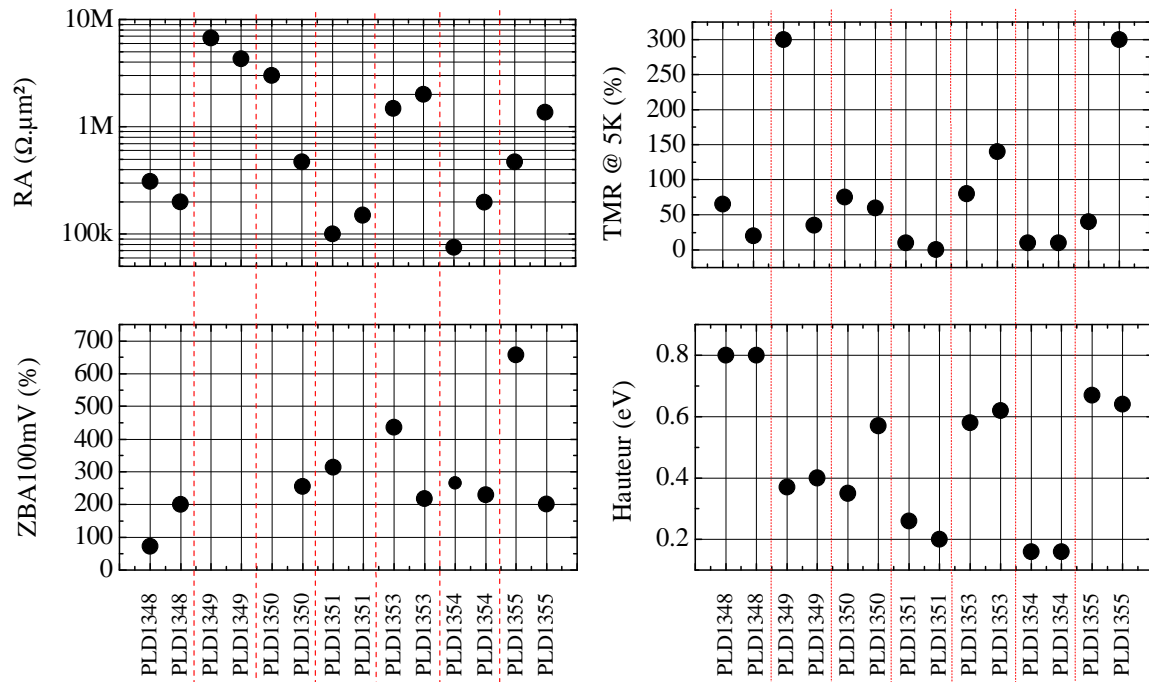 10M
1M
100k
RA (Ω.µm²)
300
250
200
150
100
50
0
TMR @ 5K (%)
700
600
500
400
300
200
100
0
ZBA100mV (%)
0.8
0.6
0.4
0.2
Hauteur (eV)
PLD1348
PLD1348
PLD1349
PLD1349
PLD1350
PLD1350
PLD1351
PLD1351
PLD1353
PLD1353
PLD1354
PLD1354
PLD1355
PLD1355
PLD1348
PLD1348
PLD1349
PLD1349
PLD1350
PLD1350
PLD1351
PLD1351
PLD1353
PLD1353
PLD1354
PLD1354
PLD1355
PLD1355